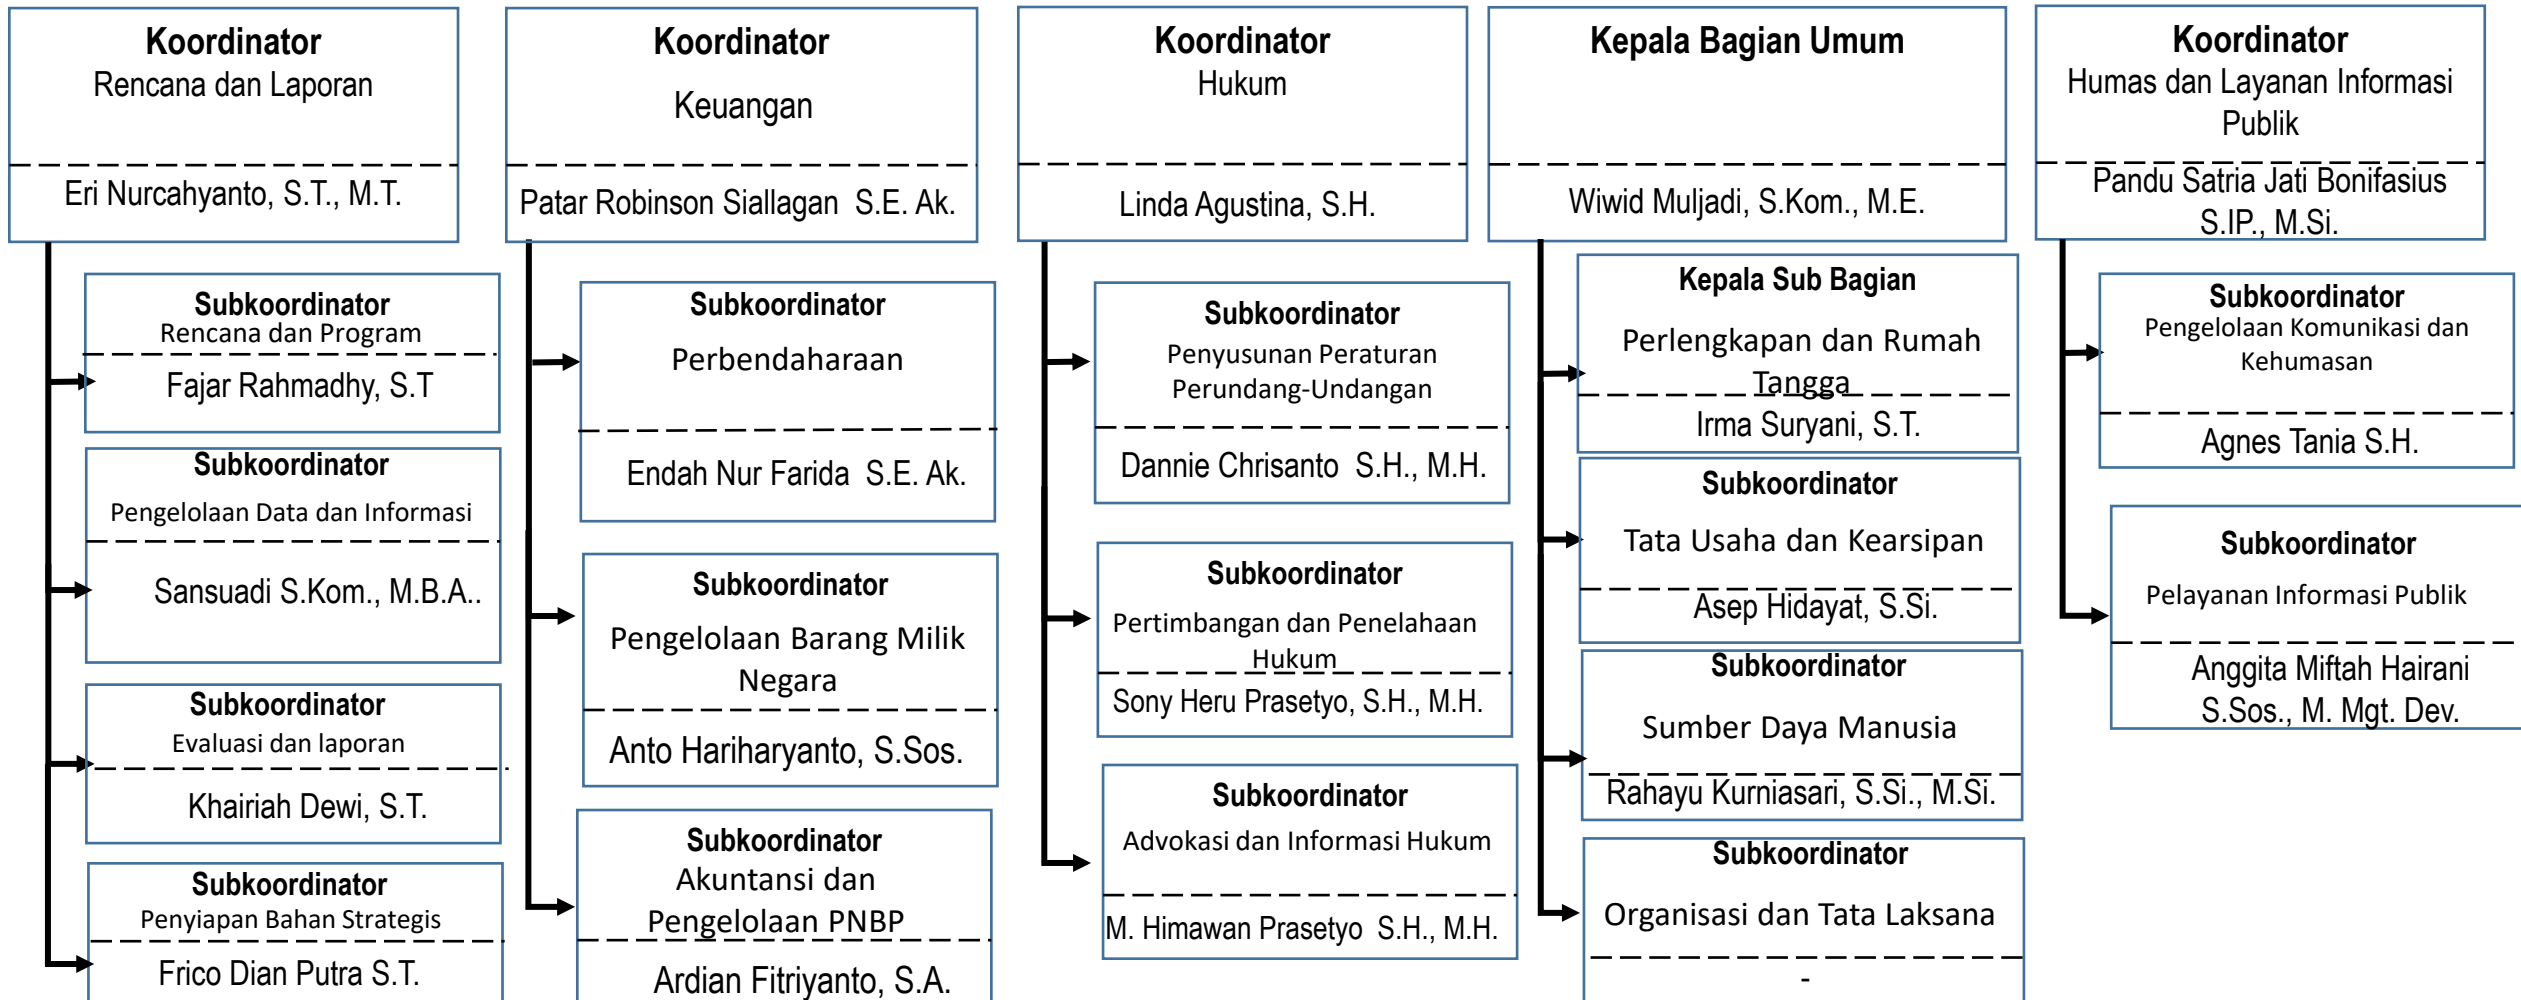 Koordinator
Rencana dan Laporan
Eri Nurcahyanto, S.T., M.T.
Subkoordinator
Rencana dan Program
Fajar Rahmadhy, S.T
Subkoordinator
Pengelolaan Data dan Informasi
Sansuadi S.Kom., M.B.A..
Subkoordinator
Evaluasi dan laporan
Khairiah Dewi, S.T.
Subkoordinator
Penyiapan Bahan Strategis
Frico Dian Putra S.T.
Koordinator
Keuangan
Patar Robinson Siallagan S.E. Ak.
Subkoordinator
Perbendaharaan
Endah Nur Farida S.E. Ak.
Subkoordinator
Pengelolaan Barang Milik
Negara
Anto Hariharyanto, S.Sos.
Subkoordinator
Akuntansi dan
Pengelolaan PNBP
Ardian Fitriyanto, S.A.
Koordinator
Hukum
Linda Agustina, S.H.
Subkoordinator
Penyusunan Peraturan
Perundang-Undangan
Dannie Chrisanto S.H., M.H.
Subkoordinator
Pertimbangan dan Penelahaan
Hukum
Sony Heru Prasetyo, S.H., M.H.
Subkoordinator
Advokasi dan Informasi Hukum
M. Himawan Prasetyo S.H., M.H.
Kepala Bagian Umum
Wiwid Muljadi, S.Kom., M.E.
Kepala Sub Bagian
Perlengkapan dan Rumah
Tangga
Irma Suryani, S.T.
Subkoordinator
Tata Usaha dan Kearsipan
Asep Hidayat, S.Si.
Subkoordinator
Sumber Daya Manusia
Rahayu Kurniasari, S.Si., M.Si.
Subkoordinator
Organisasi dan Tata Laksana
-
Koordinator
Humas dan Layanan Informasi
Publik
Pandu Satria Jati Bonifasius
S.IP., M.Si.
Subkoordinator
Pengelolaan Komunikasi dan
Kehumasan
Agnes Tania S.H.
Subkoordinator
Pelayanan Informasi Publik
Anggita Miftah Hairani
S.Sos., M. Mgt. Dev.